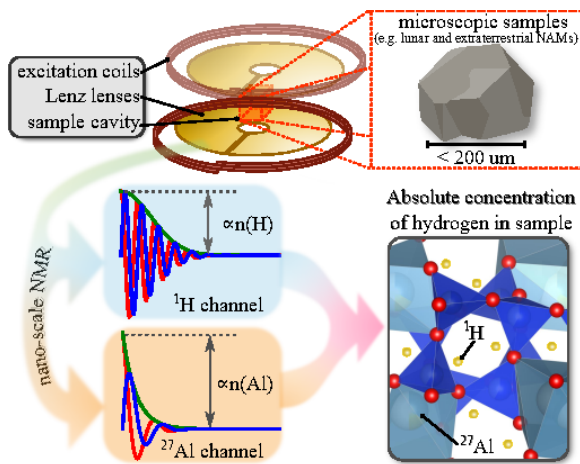 microscopic samples
(e.g. lunar and extraterrestrial NAMs)
excitation coils
Lenz lenses
sample cavity
< 200 um
Absolute concentration
of hydrogen in sample
∝n(H)
¹H channel
nano-scale NMR
∝n(Al)
²⁷Al channel
¹H
²⁷Al